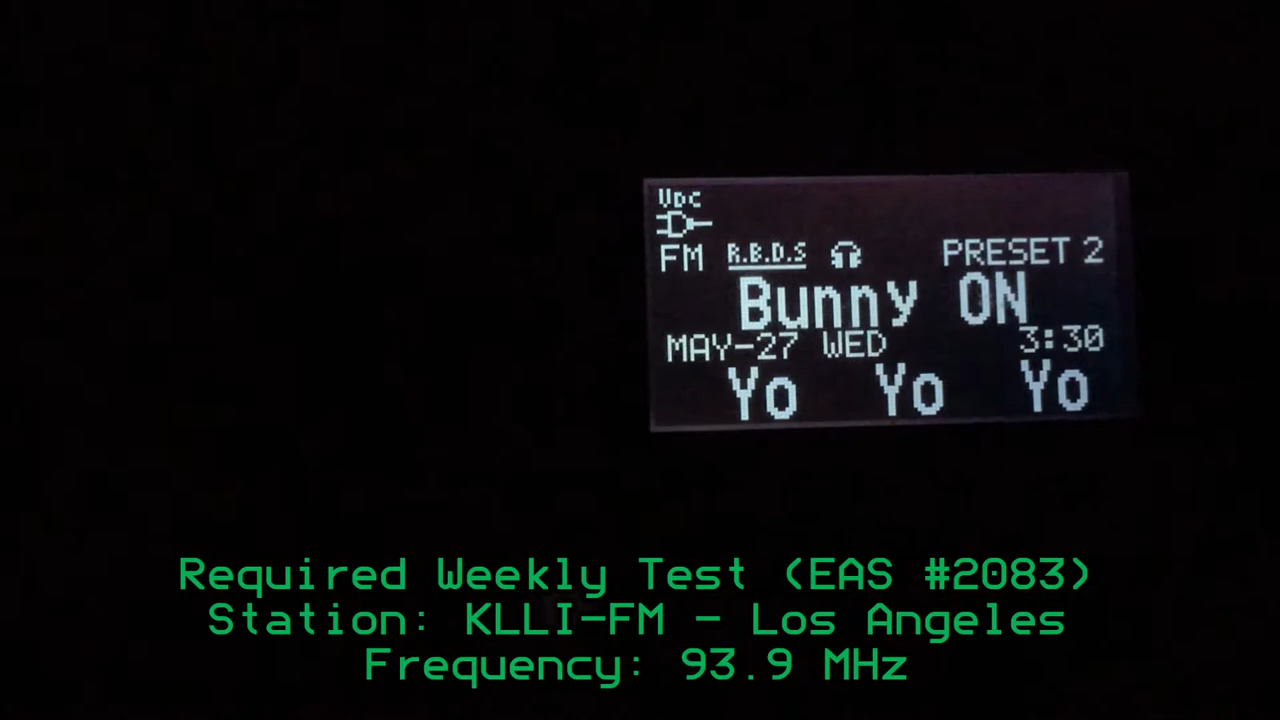 VDC
FM R.B.D.S PRESET 2
Bunny ON
MAY-27 WED 3:30
Yo Yo Yo
Required Weekly Test (EAS #2083)
Station: KLLI-FM - Los Angeles
Frequency: 93.9 MHz